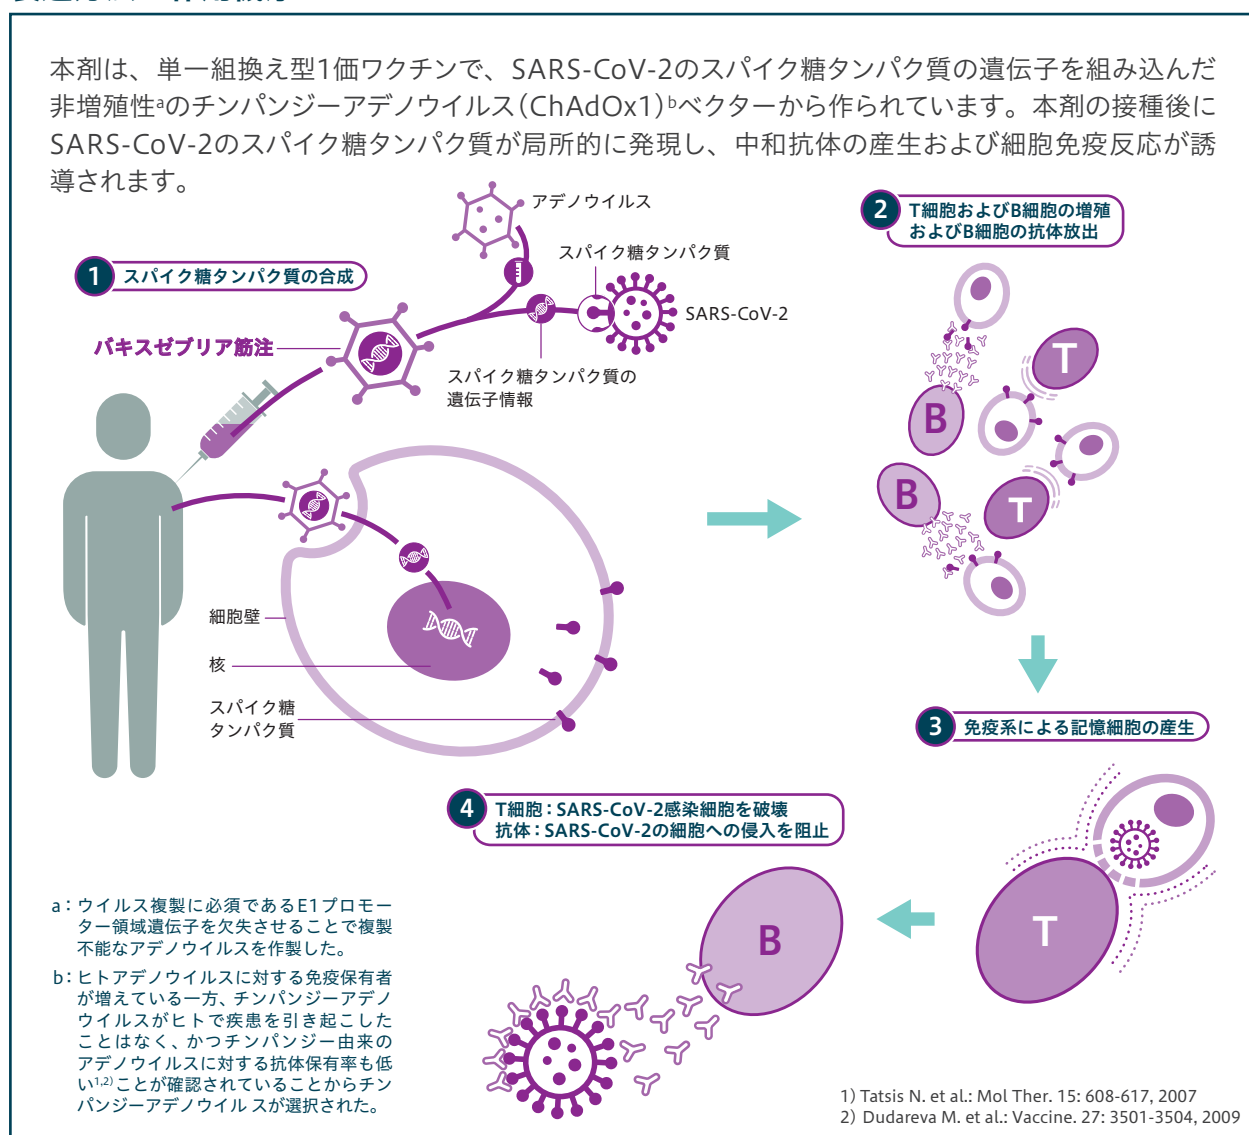 本剤は、単一組換え型1価ワクチンで、SARS-CoV-2のスパイク糖タンパク質の遺伝子を組み込んだ
非増殖性aのチンパンジーアデノウイルス(ChAdOx1)bベクターから作られています。本剤の接種後に
SARS-CoV-2のスパイク糖タンパク質が局所的に発現し、中和抗体の産生および細胞免疫反応が誘
導されます。
1 スパイク糖タンパク質の合成
アデノウイルス
スパイク糖タンパク質
SARS-CoV-2
バキスゼブリア筋注
スパイク糖タンパク質の
遺伝子情報
細胞壁
核
スパイク糖
タンパク質
2 T細胞およびB細胞の増殖
およびB細胞の抗体放出
T
B
B
T
3 免疫系による記憶細胞の産生
T
4 T細胞：SARS-CoV-2感染細胞を破壊
抗体：SARS-CoV-2の細胞への侵入を阻止
B
a：ウイルス複製に必須であるE1プロモー
ター領域遺伝子を欠失させることで複製
不能なアデノウイルスを作製した。
b：ヒトアデノウイルスに対する免疫保有者
が増えている一方、チンパンジーアデノ
ウイルスがヒトで疾患を引き起こした
ことはなく、かつチンパンジー由来の
アデノウイルスに対する抗体保有率も低
い1,2)ことが確認されていることからチン
パンジーアデノウイル スが選択された。
1) Tatsis N. et al.: Mol Ther. 15: 608-617, 2007
2) Dudareva M. et al.: Vaccine. 27: 3501-3504, 2009